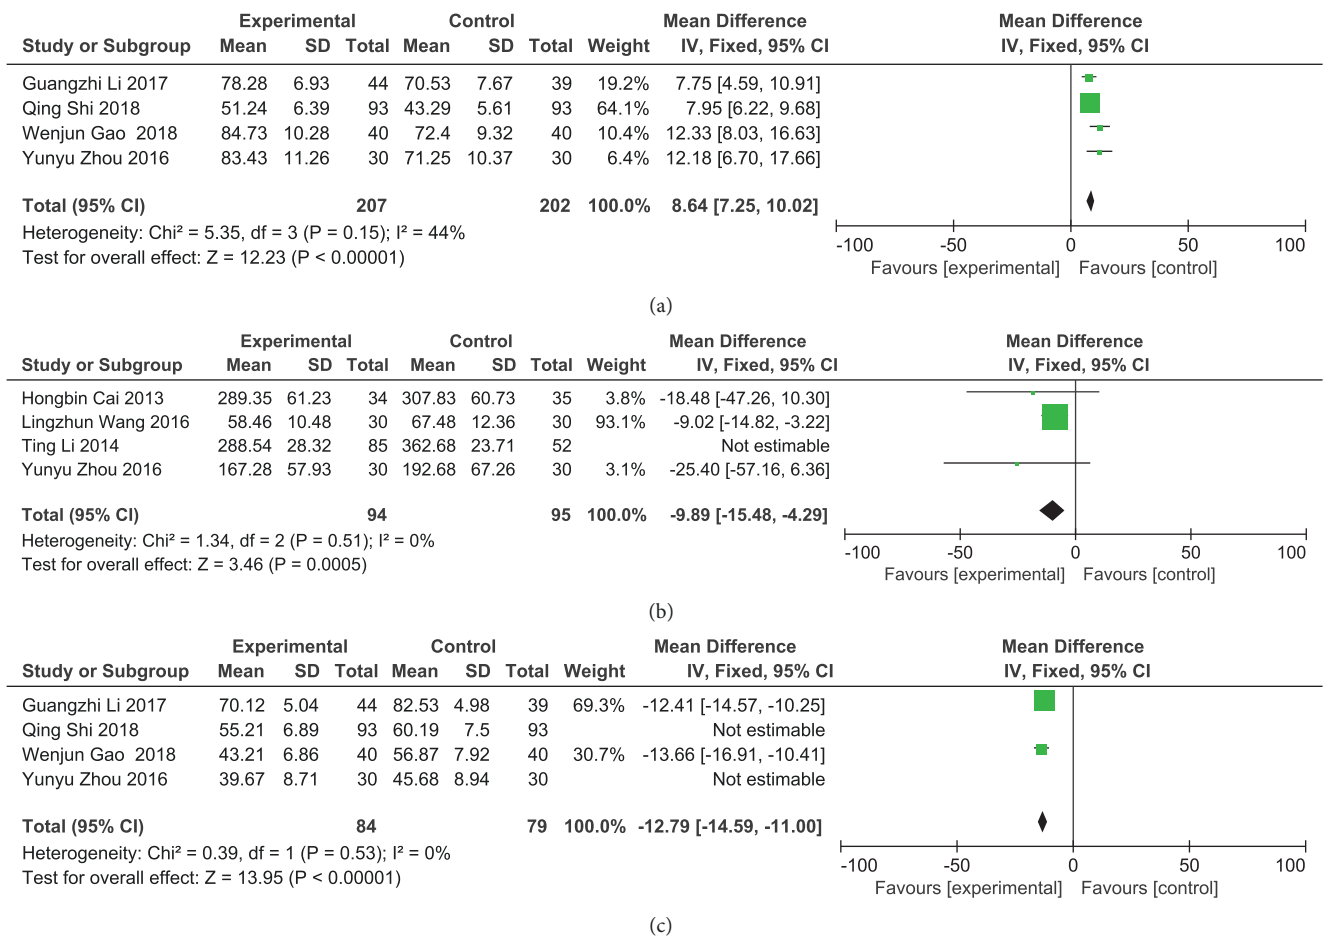 Experimental Control Mean Difference Mean Difference
Study or Subgroup Mean SD Total Mean SD Total Weight IV, Fixed, 95% CI IV, Fixed, 95% CI
Guangzhi Li 2017 78.28 6.93 44 70.53 7.67 39 19.2% 7.75 [4.59, 10.91]
Qing Shi 2018 51.24 6.39 93 43.29 5.61 93 64.1% 7.95 [6.22, 9.68]
Wenjun Gao 2018 84.73 10.28 40 72.4 9.32 40 10.4% 12.33 [8.03, 16.63]
Yunyu Zhou 2016 83.43 11.26 30 71.25 10.37 30 6.4% 12.18 [6.70, 17.66]
Total (95% CI) 207 202 100.0% 8.64 [7.25, 10.02]
Heterogeneity: Chi² = 5.35, df = 3 (P = 0.15); I² = 44%
Test for overall effect: Z = 12.23 (P < 0.00001)
-100 -50 0 50 100
Favours [experimental] Favours [control]
(a)
Experimental Control Mean Difference Mean Difference
Study or Subgroup Mean SD Total Mean SD Total Weight IV, Fixed, 95% CI IV, Fixed, 95% CI
Hongbin Cai 2013 289.35 61.23 34 307.83 60.73 35 3.8% -18.48 [-47.26, 10.30]
Lingzhun Wang 2016 58.46 10.48 30 67.48 12.36 30 93.1% -9.02 [-14.82, -3.22]
Ting Li 2014 288.54 28.32 85 362.68 23.71 52 Not estimable
Yunyu Zhou 2016 167.28 57.93 30 192.68 67.26 30 3.1% -25.40 [-57.16, 6.36]
Total (95% CI) 94 95 100.0% -9.89 [-15.48, -4.29]
Heterogeneity: Chi² = 1.34, df = 2 (P = 0.51); I² = 0%
Test for overall effect: Z = 3.46 (P = 0.0005)
-100 -50 0 50 100
Favours [experimental] Favours [control]
(b)
Experimental Control Mean Difference Mean Difference
Study or Subgroup Mean SD Total Mean SD Total Weight IV, Fixed, 95% CI IV, Fixed, 95% CI
Guangzhi Li 2017 70.12 5.04 44 82.53 4.98 39 69.3% -12.41 [-14.57, -10.25]
Qing Shi 2018 55.21 6.89 93 60.19 7.5 93 Not estimable
Wenjun Gao 2018 43.21 6.86 40 56.87 7.92 40 30.7% -13.66 [-16.91, -10.41]
Yunyu Zhou 2016 39.67 8.71 30 45.68 8.94 30 Not estimable
Total (95% CI) 84 79 100.0% -12.79 [-14.59, -11.00]
Heterogeneity: Chi² = 0.39, df = 1 (P = 0.53); I² = 0%
Test for overall effect: Z = 13.95 (P < 0.00001)
-100 -50 0 50 100
Favours [experimental] Favours [control]
(c)